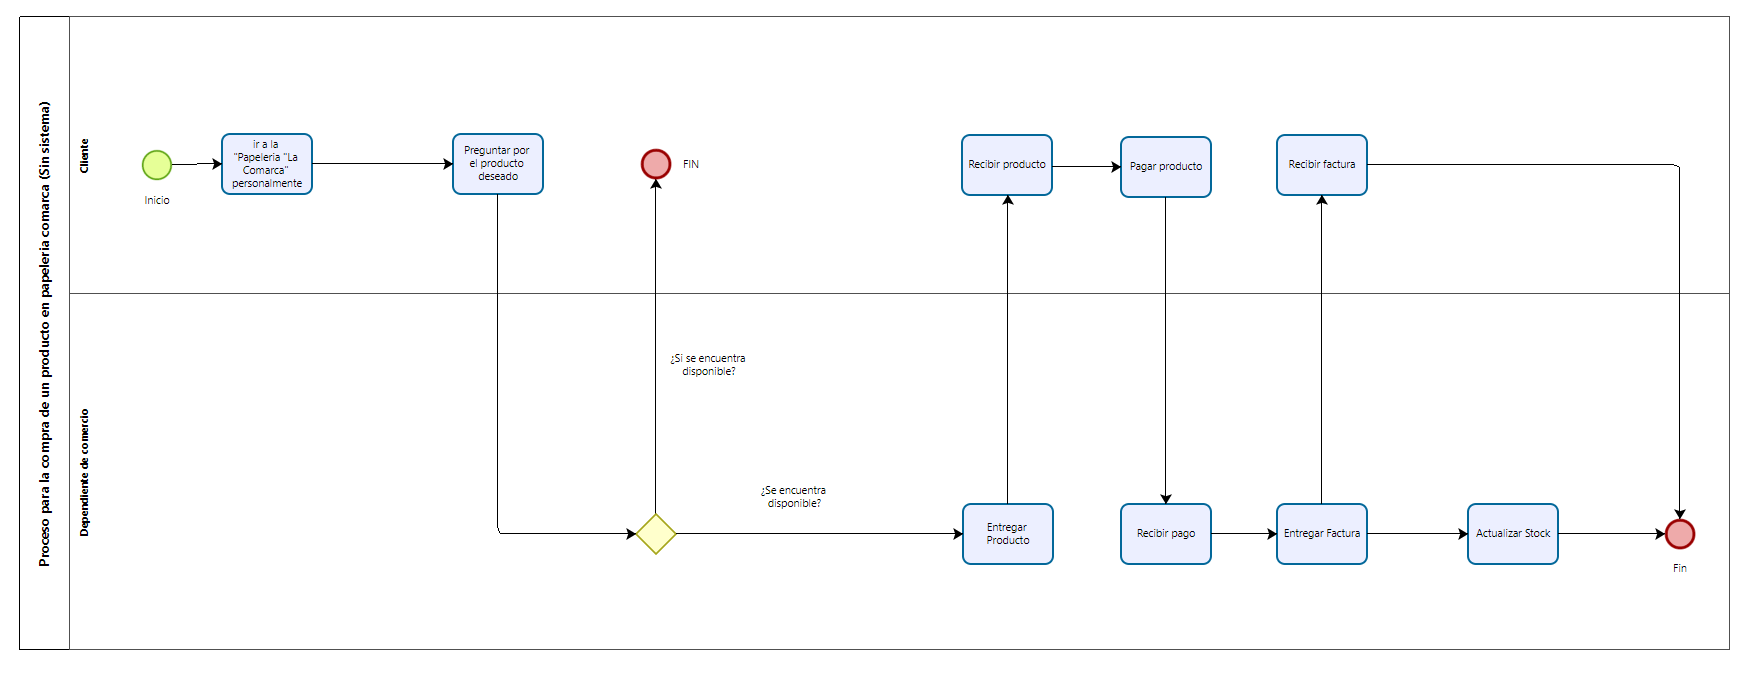 Proceso para la compra de un producto en papeleria comarca (Sin sistema)
Cliente
Inicio
ir a la
"Papeleria "La
Comarca"
personalmente
Preguntar por
el producto
deseado
FIN
Recibir producto
Pagar producto
Recibir factura
Dependiente de comercio
¿Si se encuentra
disponible?
¿Se encuentra
disponible?
Entregar
Producto
Recibir pago
Entregar Factura
Actualizar Stock
Fin